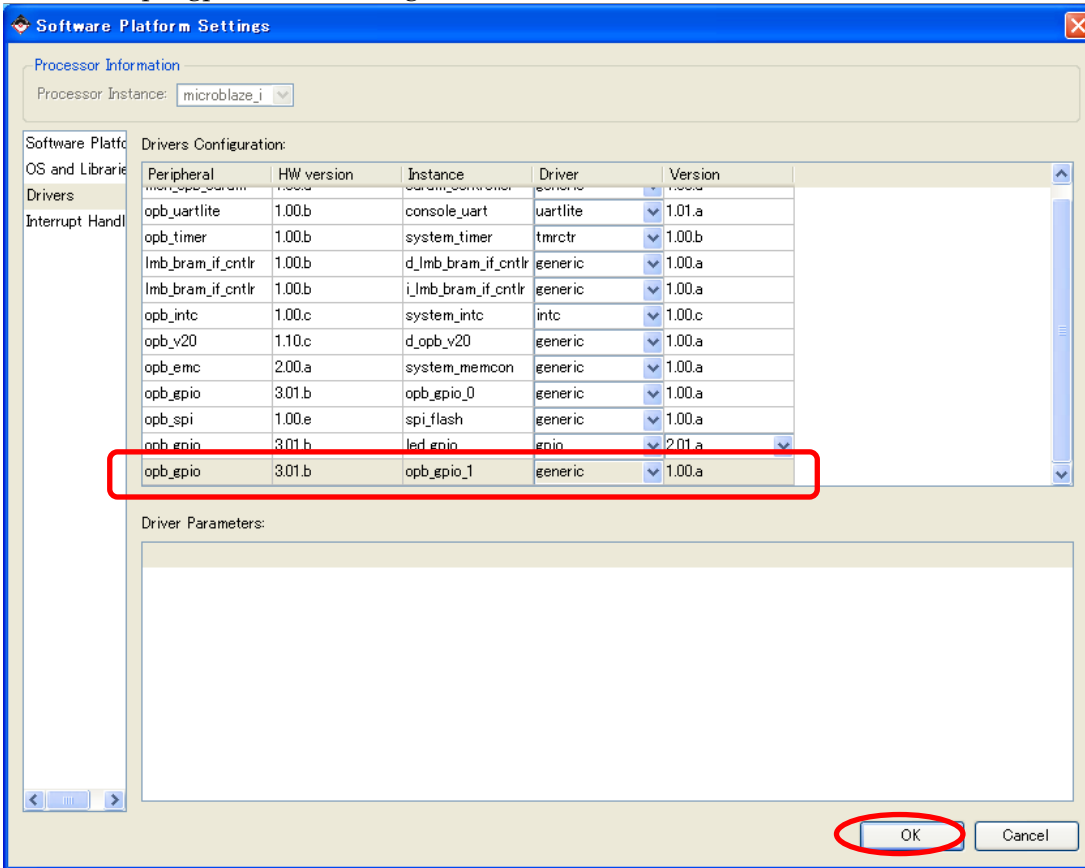 Software Platform Settings
Processor Information
Processor Instance: microblaze_i
Software Platfo
OS and Librarie
Drivers
Interrupt Handl
Drivers Configuration:
Peripheral HW version Instance Driver Version
opb_uartlite 1.00.b console_uart uartlite 1.01.a
opb_timer 1.00.b system_timer tmrctr 1.00.b
lmb_bram_if_cntlr 1.00.b d_lmb_bram_if_cntlr generic 1.00.a
lmb_bram_if_cntlr 1.00.b i_lmb_bram_if_cntlr generic 1.00.a
opb_intc 1.00.c system_intc intc 1.00.c
opb_v20 1.10.c d_opb_v20 generic 1.00.a
opb_emc 2.00.a system_memcon generic 1.00.a
opb_gpio 3.01.b opb_gpio_0 generic 1.00.a
opb_spi 1.00.e spi_flash generic 1.00.a
opb_gpio 3.01.b led_gpio gpio 2.01.a
opb_gpio 3.01.b opb_gpio_1 generic 1.00.a
Driver Parameters:
OK Cancel